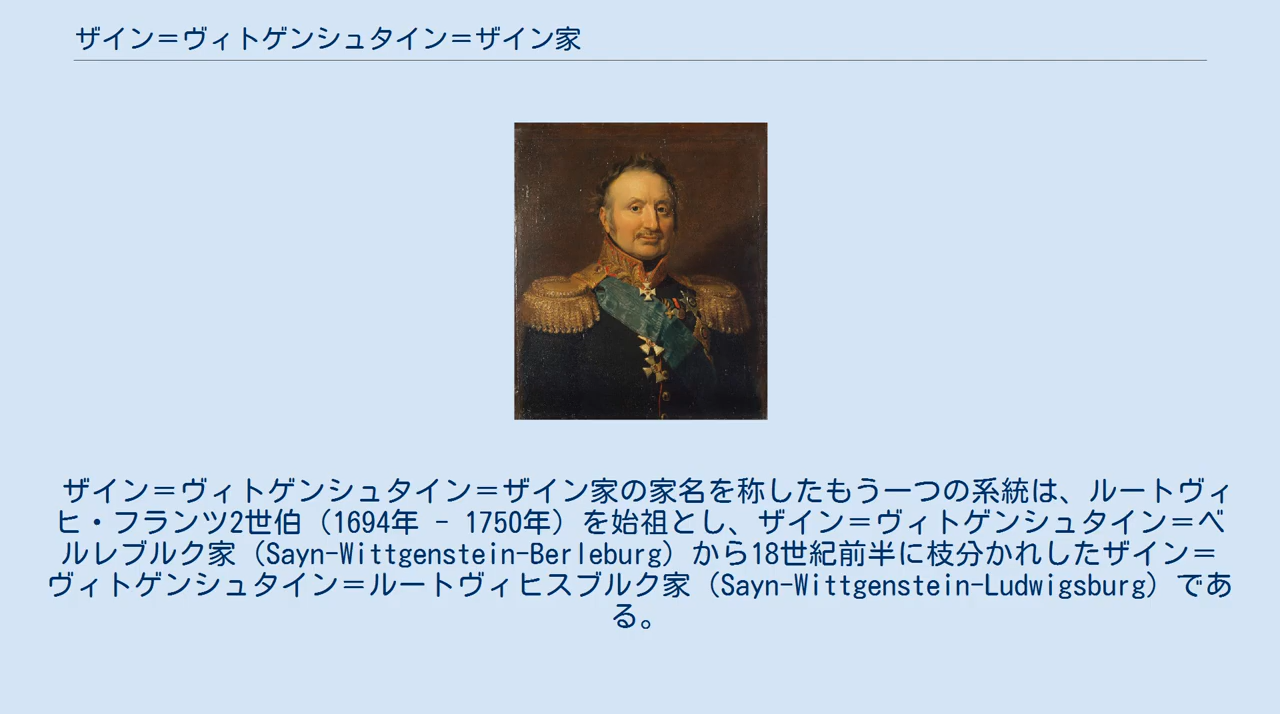 ザイン＝ヴィトゲンシュタイン＝ザイン家
ザイン＝ヴィトゲンシュタイン＝ザイン家の家名を称したもう一つの系統は、ルートヴィ
ヒ・フランツ2世伯（1694年 - 1750年）を始祖とし、ザイン＝ヴィトゲンシュタイン＝ベ
ルレブルク家（Sayn-Wittgenstein-Berleburg）から18世紀前半に枝分かれしたザイン＝
ヴィトゲンシュタイン＝ルートヴィヒスブルク家（Sayn-Wittgenstein-Ludwigsburg）であ
る。